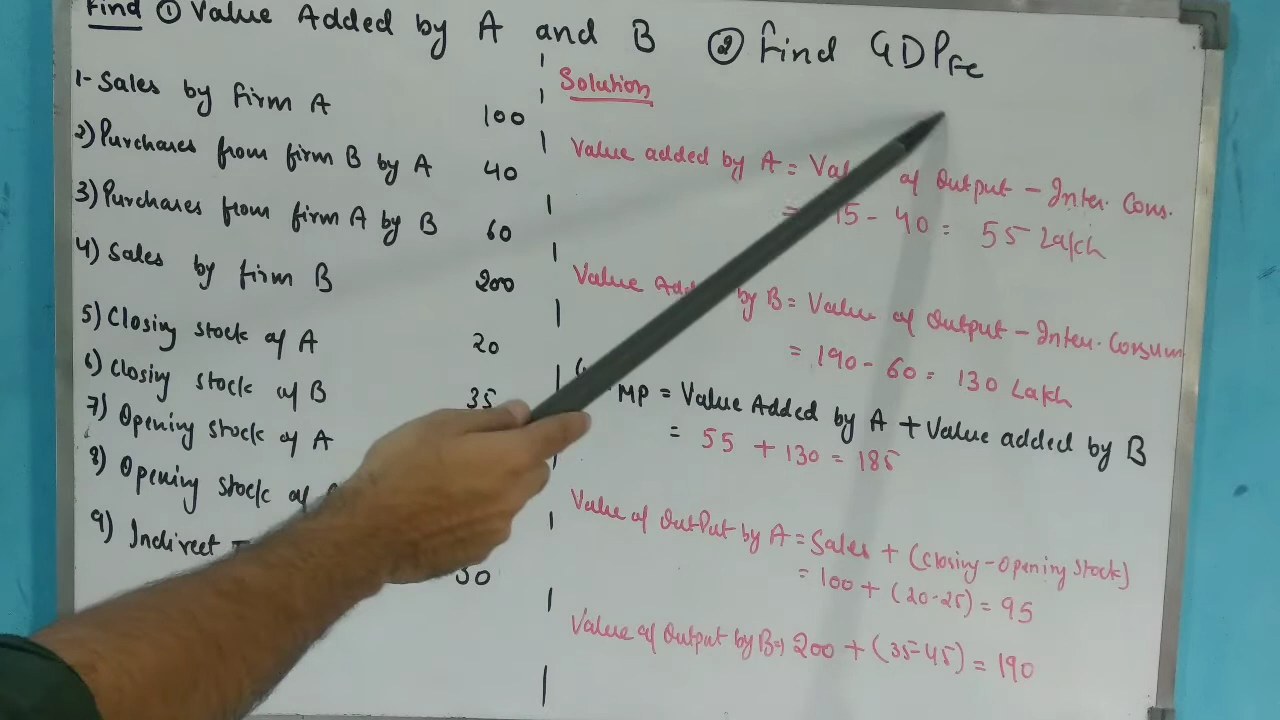 Find ① Value Added by A and B ② Find GDPFC
1- Sales by firm A 100
2) Purchases from firm B by A 40
3) Purchases from firm A by B 60
4) Sales by firm B 200
5) Closing stock of A 20
6) Closing stock of B 35
7) Opening stock of A
8) Opening stock of
9) Indirect
30
Solution
Value added by A = of Output - Inter. Cons.
= - 40 = 55 Lakh
Value by B = Value of Output - Inter. Consum
= 190 - 60 = 130 Lakh
MP = Value Added by A + Value added by B
= 55 + 130 = 185
Value of Output by A = Sales + (Closing - Opening Stock)
= 100 + (20-25) = 95
Value of Output by B = 200 + (35-45) = 190